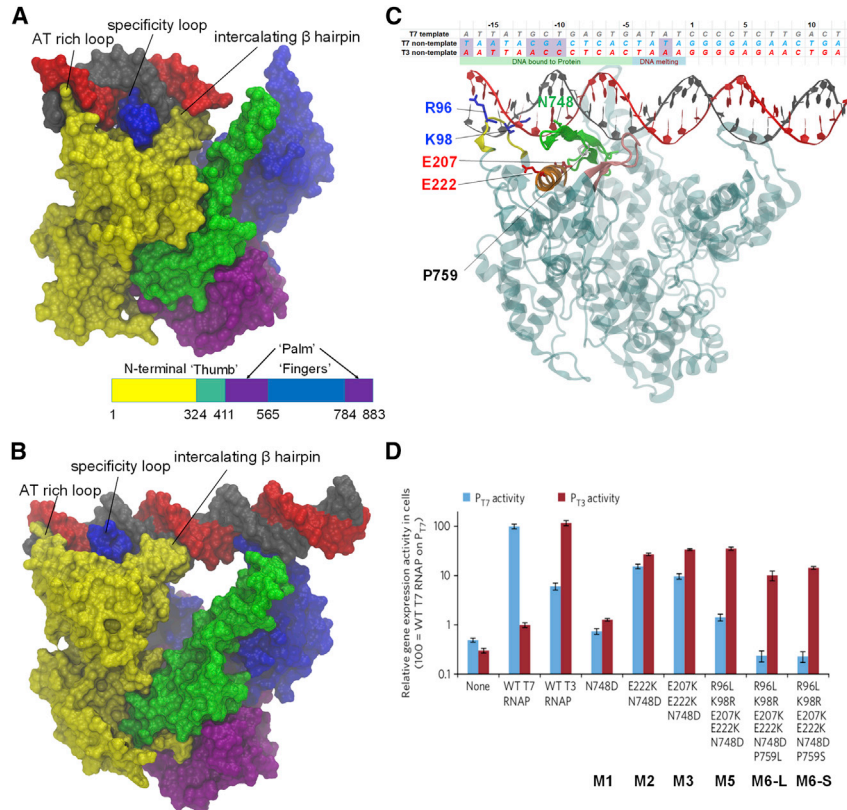 A
specificity loop
AT rich loop
intercalating β hairpin
N-terminal 'Thumb'
'Palm'
'Fingers'
1 324 411 565 784 883
B
specificity loop
intercalating β hairpin
AT rich loop
C
-15 -10 -5 5 10
T7 template A T T A T G C T G A G T G A T A T C C C C T C T T G A C T
T7 non-template T A A T A C G A C T C A C T A T A G G G G A G A A C T G A
T3 non-template A A T T A A C C C T C A C T A A A G G G G A G A A C T G A
DNA bound to Protein DNA melting
R96
N748
K98
E207
E222
P759
D
P T7 activity P T3 activity
Relative gene expression activity in cells
(100 = WT T7 RNAP on P T7)
100
10
1
0.1
None
WT T7
RNAP
WT T3
RNAP
N748D
E222K
N748D
E207K
E222K
N748D
R96L
K98R
E207K
E222K
N748D
R96L
K98R
E207K
E222K
N748D
P759L
R96L
K98R
E207K
E222K
N748D
P759S
M1 M2 M3 M5 M6-L M6-S